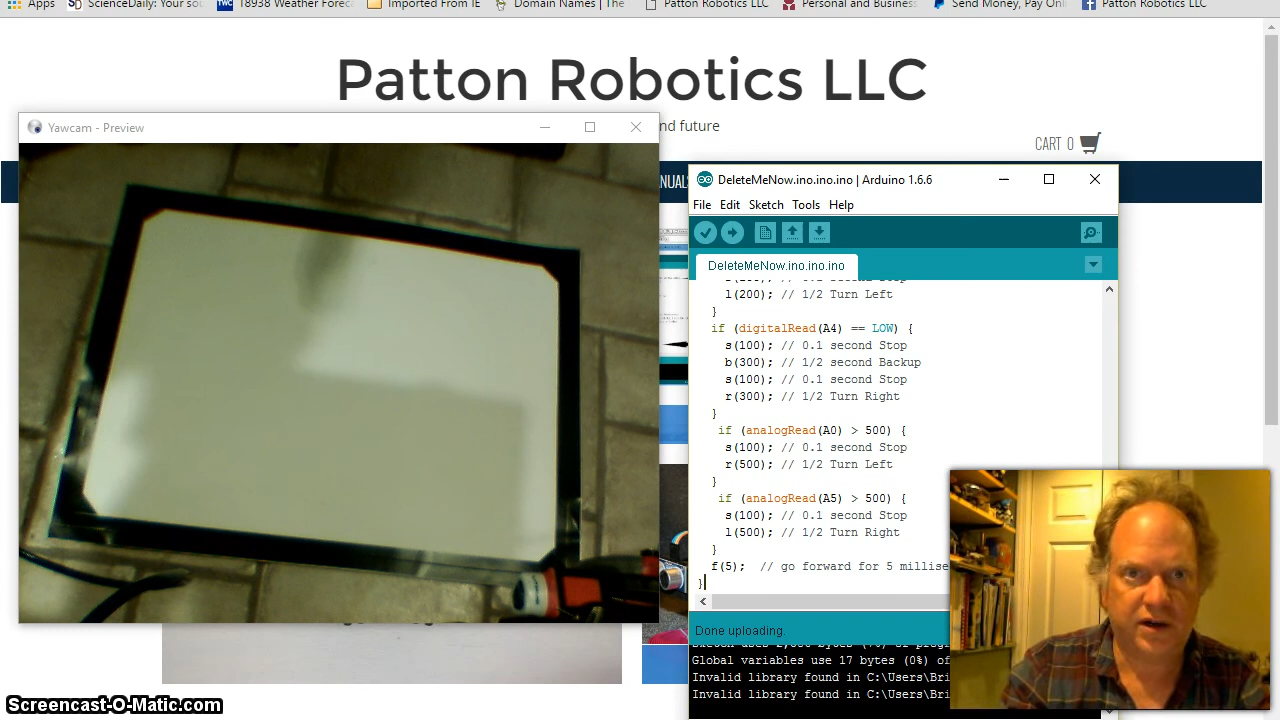 Apps
ScienceDaily: Your sou
18938 Weather Foreca
Imported From IE
Domain Names | The
Patton Robotics LLC
Personal and Business
Send Money, Pay Onli
Patton Robotics LLC
Patton Robotics LLC
nd future
CART 0
Yawcam - Preview
DeleteMeNow.ino.ino.ino | Arduino 1.6.6
File Edit Sketch Tools Help
DeleteMeNow.ino.ino.ino
l(200); // 1/2 Turn Left
}
if (digitalRead(A4) == LOW) {
s(100); // 0.1 second Stop
b(300); // 1/2 second Backup
s(100); // 0.1 second Stop
r(300); // 1/2 Turn Right
}
if (analogRead(A0) > 500) {
s(100); // 0.1 second Stop
r(500); // 1/2 Turn Left
}
if (analogRead(A5) > 500) {
s(100); // 0.1 second Stop
l(500); // 1/2 Turn Right
}
f(5); // go forward for 5 millise
}
Done uploading.
Global variables use 17 bytes (0%) of
Invalid library found in C:\Users\Bri
Invalid library found in C:\Users\Bri
Screencast-O-Matic.com